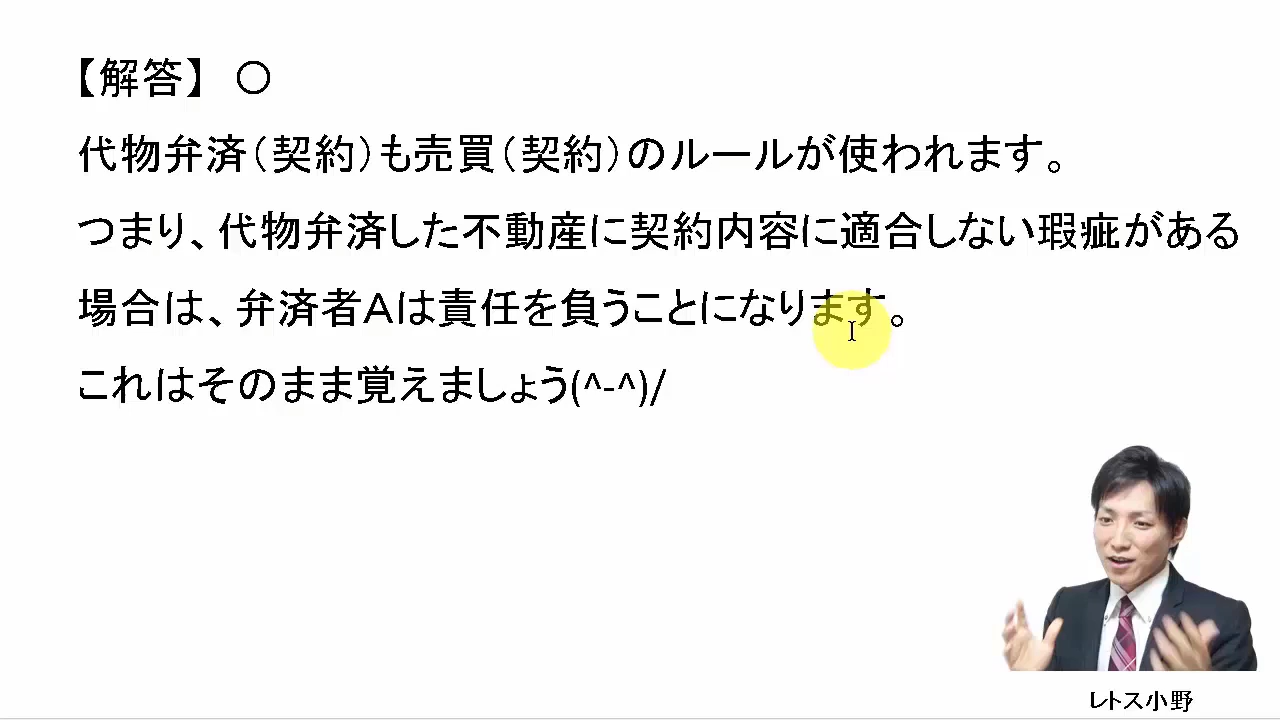 【解答】 ○
代物弁済(契約)も売買(契約)のルールが使われます。
つまり、代物弁済した不動産に契約内容に適合しない瑕疵がある
場合は、弁済者Aは責任を負うことになります。
これはそのまま覚えましょう(^-^)/
レトス小野